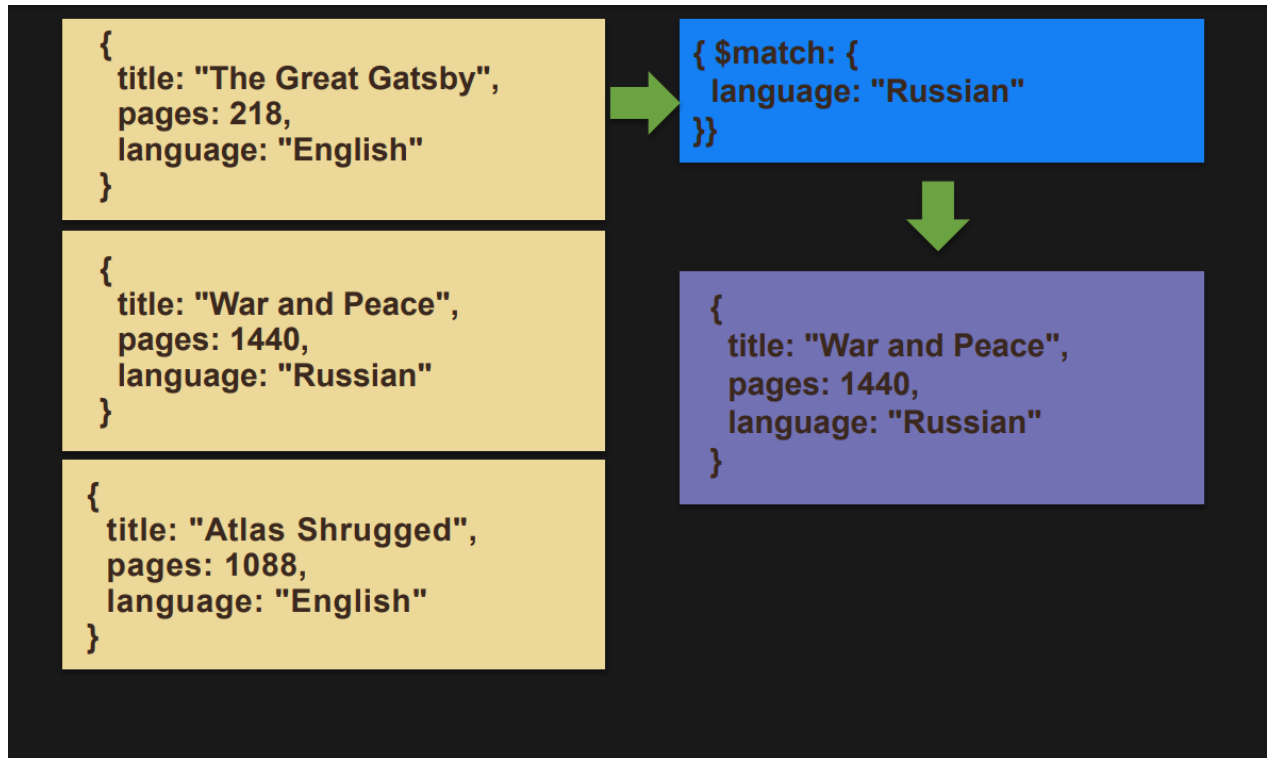 {
title: "The Great Gatsby",
pages: 218,
language: "English"
}
{
title: "War and Peace",
pages: 1440,
language: "Russian"
}
{
title: "Atlas Shrugged",
pages: 1088,
language: "English"
}
{ $match: {
language: "Russian"
}}
{
title: "War and Peace",
pages: 1440,
language: "Russian"
}